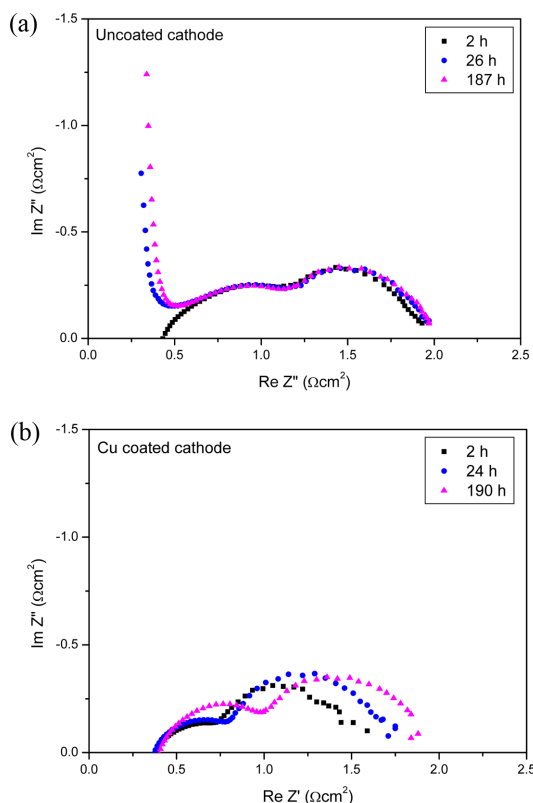 (a)
Uncoated cathode
2 h
26 h
187 h
-1.5
-1.0
-0.5
0.0
Im Z'' (Ωcm²)
0.0 0.5 1.0 1.5 2.0 2.5
Re Z'' (Ωcm²)
(b)
Cu coated cathode
2 h
24 h
190 h
-1.5
-1.0
-0.5
0.0
Im Z'' (Ωcm²)
0.0 0.5 1.0 1.5 2.0 2.5
Re Z' (Ωcm²)